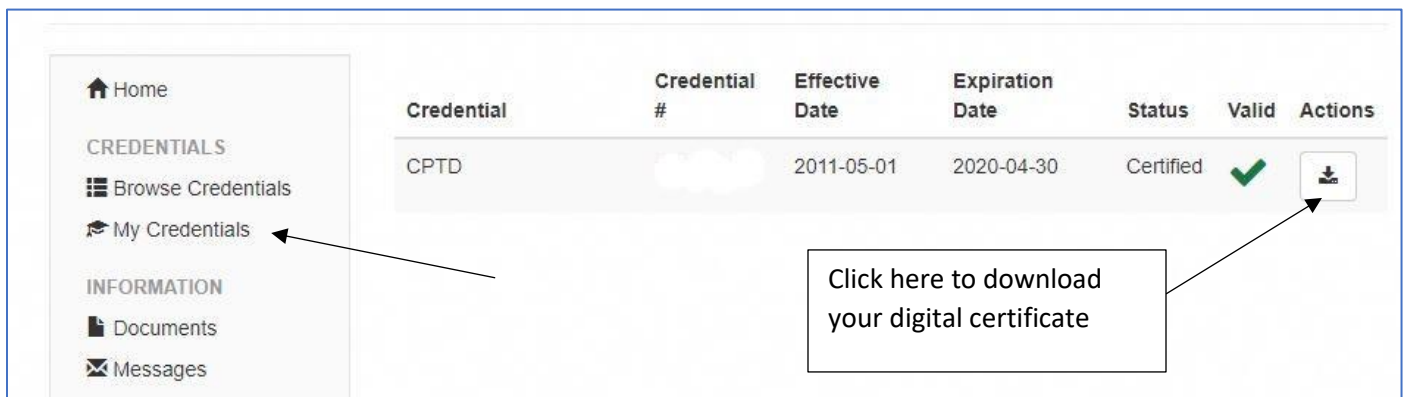 Home
CREDENTIALS
Browse Credentials
My Credentials
INFORMATION
Documents
Messages
Credential Credential # Effective Date Expiration Date Status Valid Actions
CPTD 2011-05-01 2020-04-30 Certified
Click here to download
your digital certificate